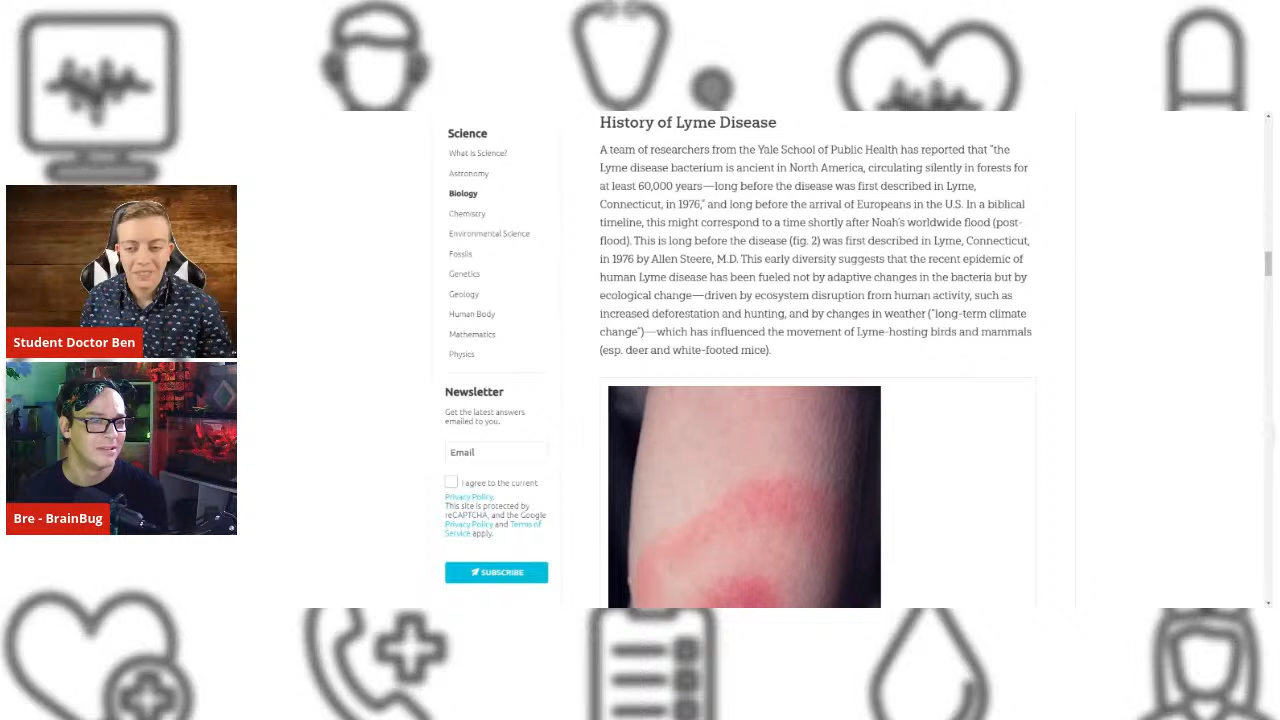 History of Lyme Disease
A team of researchers from the Yale School of Public Health has reported that “the
Lyme disease bacterium is ancient in North America, circulating silently in forests for
at least 60,000 years—long before the disease was first described in Lyme,
Connecticut, in 1976,” and long before the arrival of Europeans in the U.S. In a biblical
timeline, this might correspond to a time shortly after Noah’s worldwide flood (post-
flood). This is long before the disease (fig. 2) was first described in Lyme, Connecticut,
in 1976 by Allen Steere, M.D. This early diversity suggests that the recent epidemic of
human Lyme disease has been fueled not by adaptive changes in the bacteria but by
ecological change—driven by ecosystem disruption from human activity, such as
increased deforestation and hunting, and by changes in weather (“long-term climate
change”)—which has influenced the movement of Lyme-hosting birds and mammals
(esp. deer and white-footed mice).
Science
What Is Science?
Astronomy
Biology
Chemistry
Environmental Science
Fossils
Genetics
Geology
Human Body
Mathematics
Physics
Newsletter
Get the latest answers
emailed to you.
Email
I agree to the current
Privacy Policy.
This site is protected by
reCAPTCHA, and the Google
Privacy Policy and Terms of
Service apply.
SUBSCRIBE
Student Doctor Ben
Bre - BrainBug